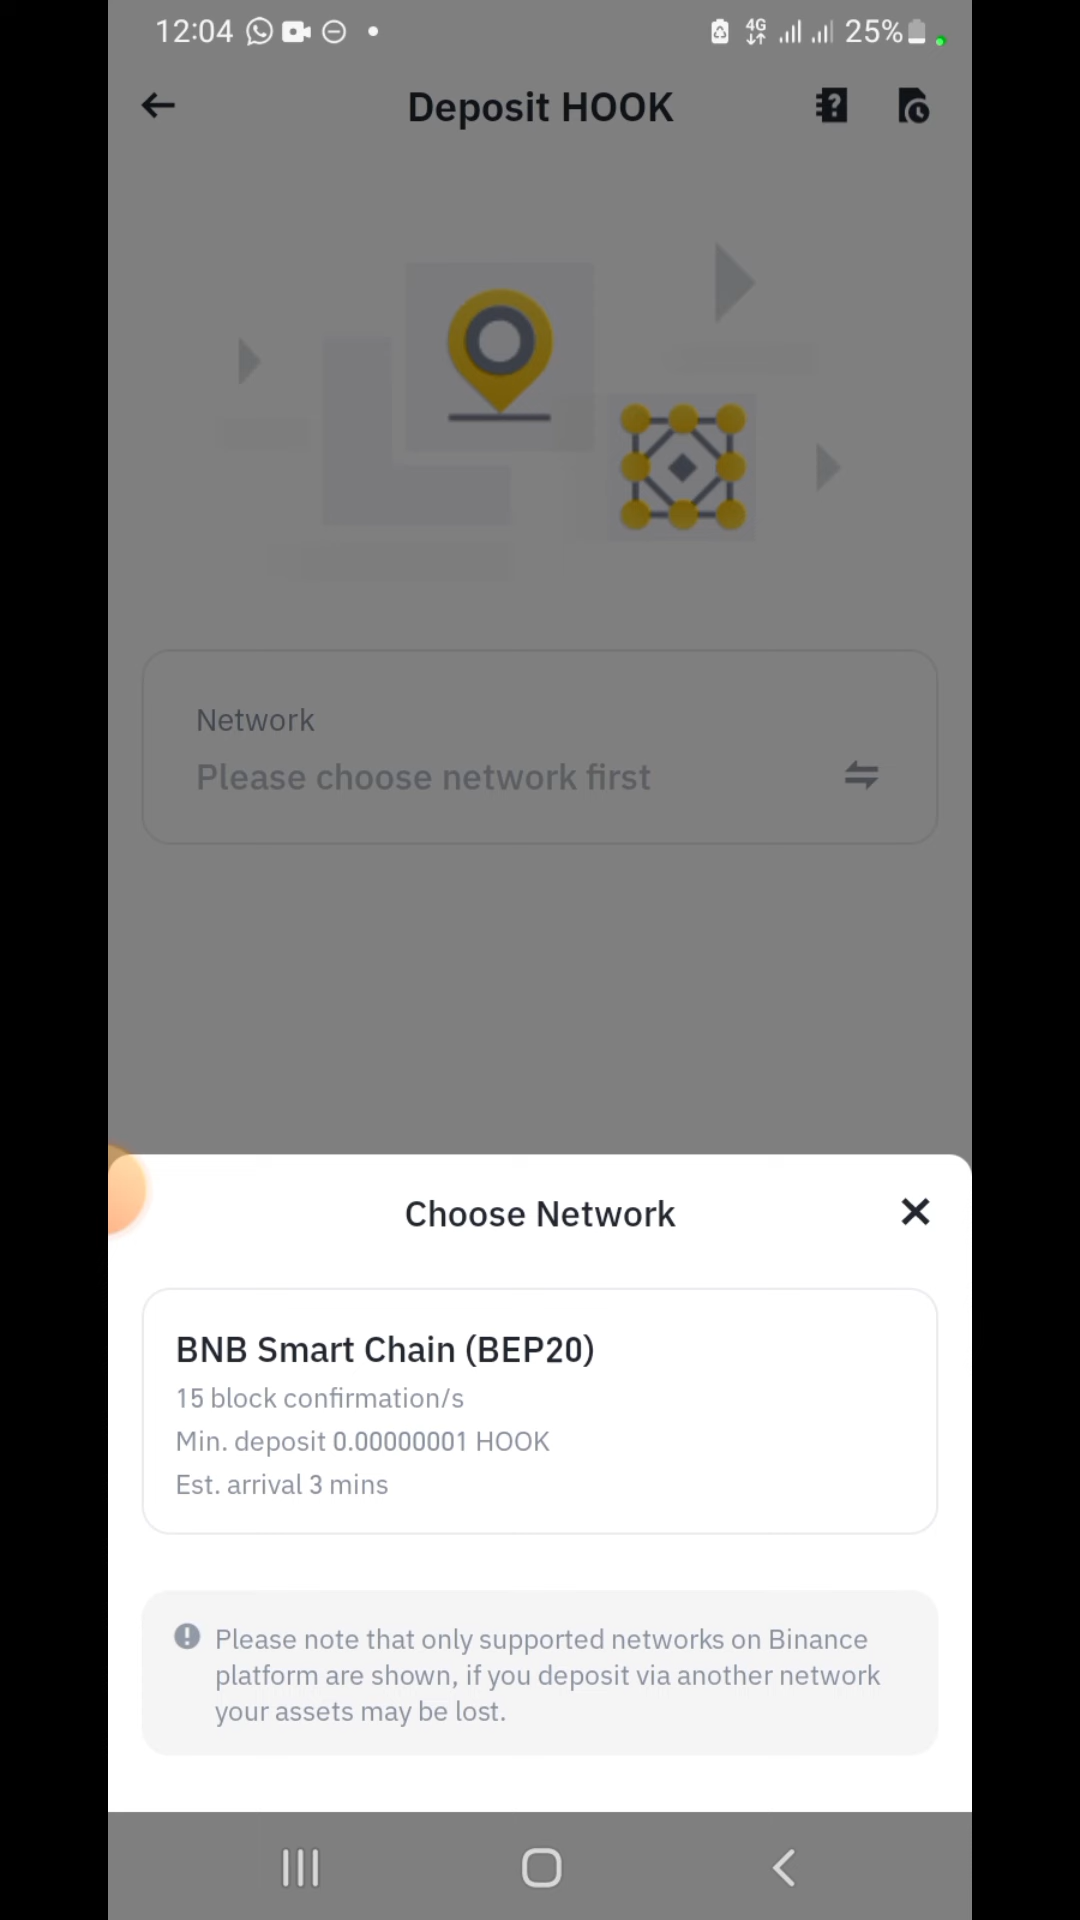 12:04
4G
25%
Deposit HOOK
Network
Please choose network first
Choose Network
BNB Smart Chain (BEP20)
15 block confirmation/s
Min. deposit 0.00000001 HOOK
Est. arrival 3 mins
Please note that only supported networks on Binance
platform are shown, if you deposit via another network
your assets may be lost.